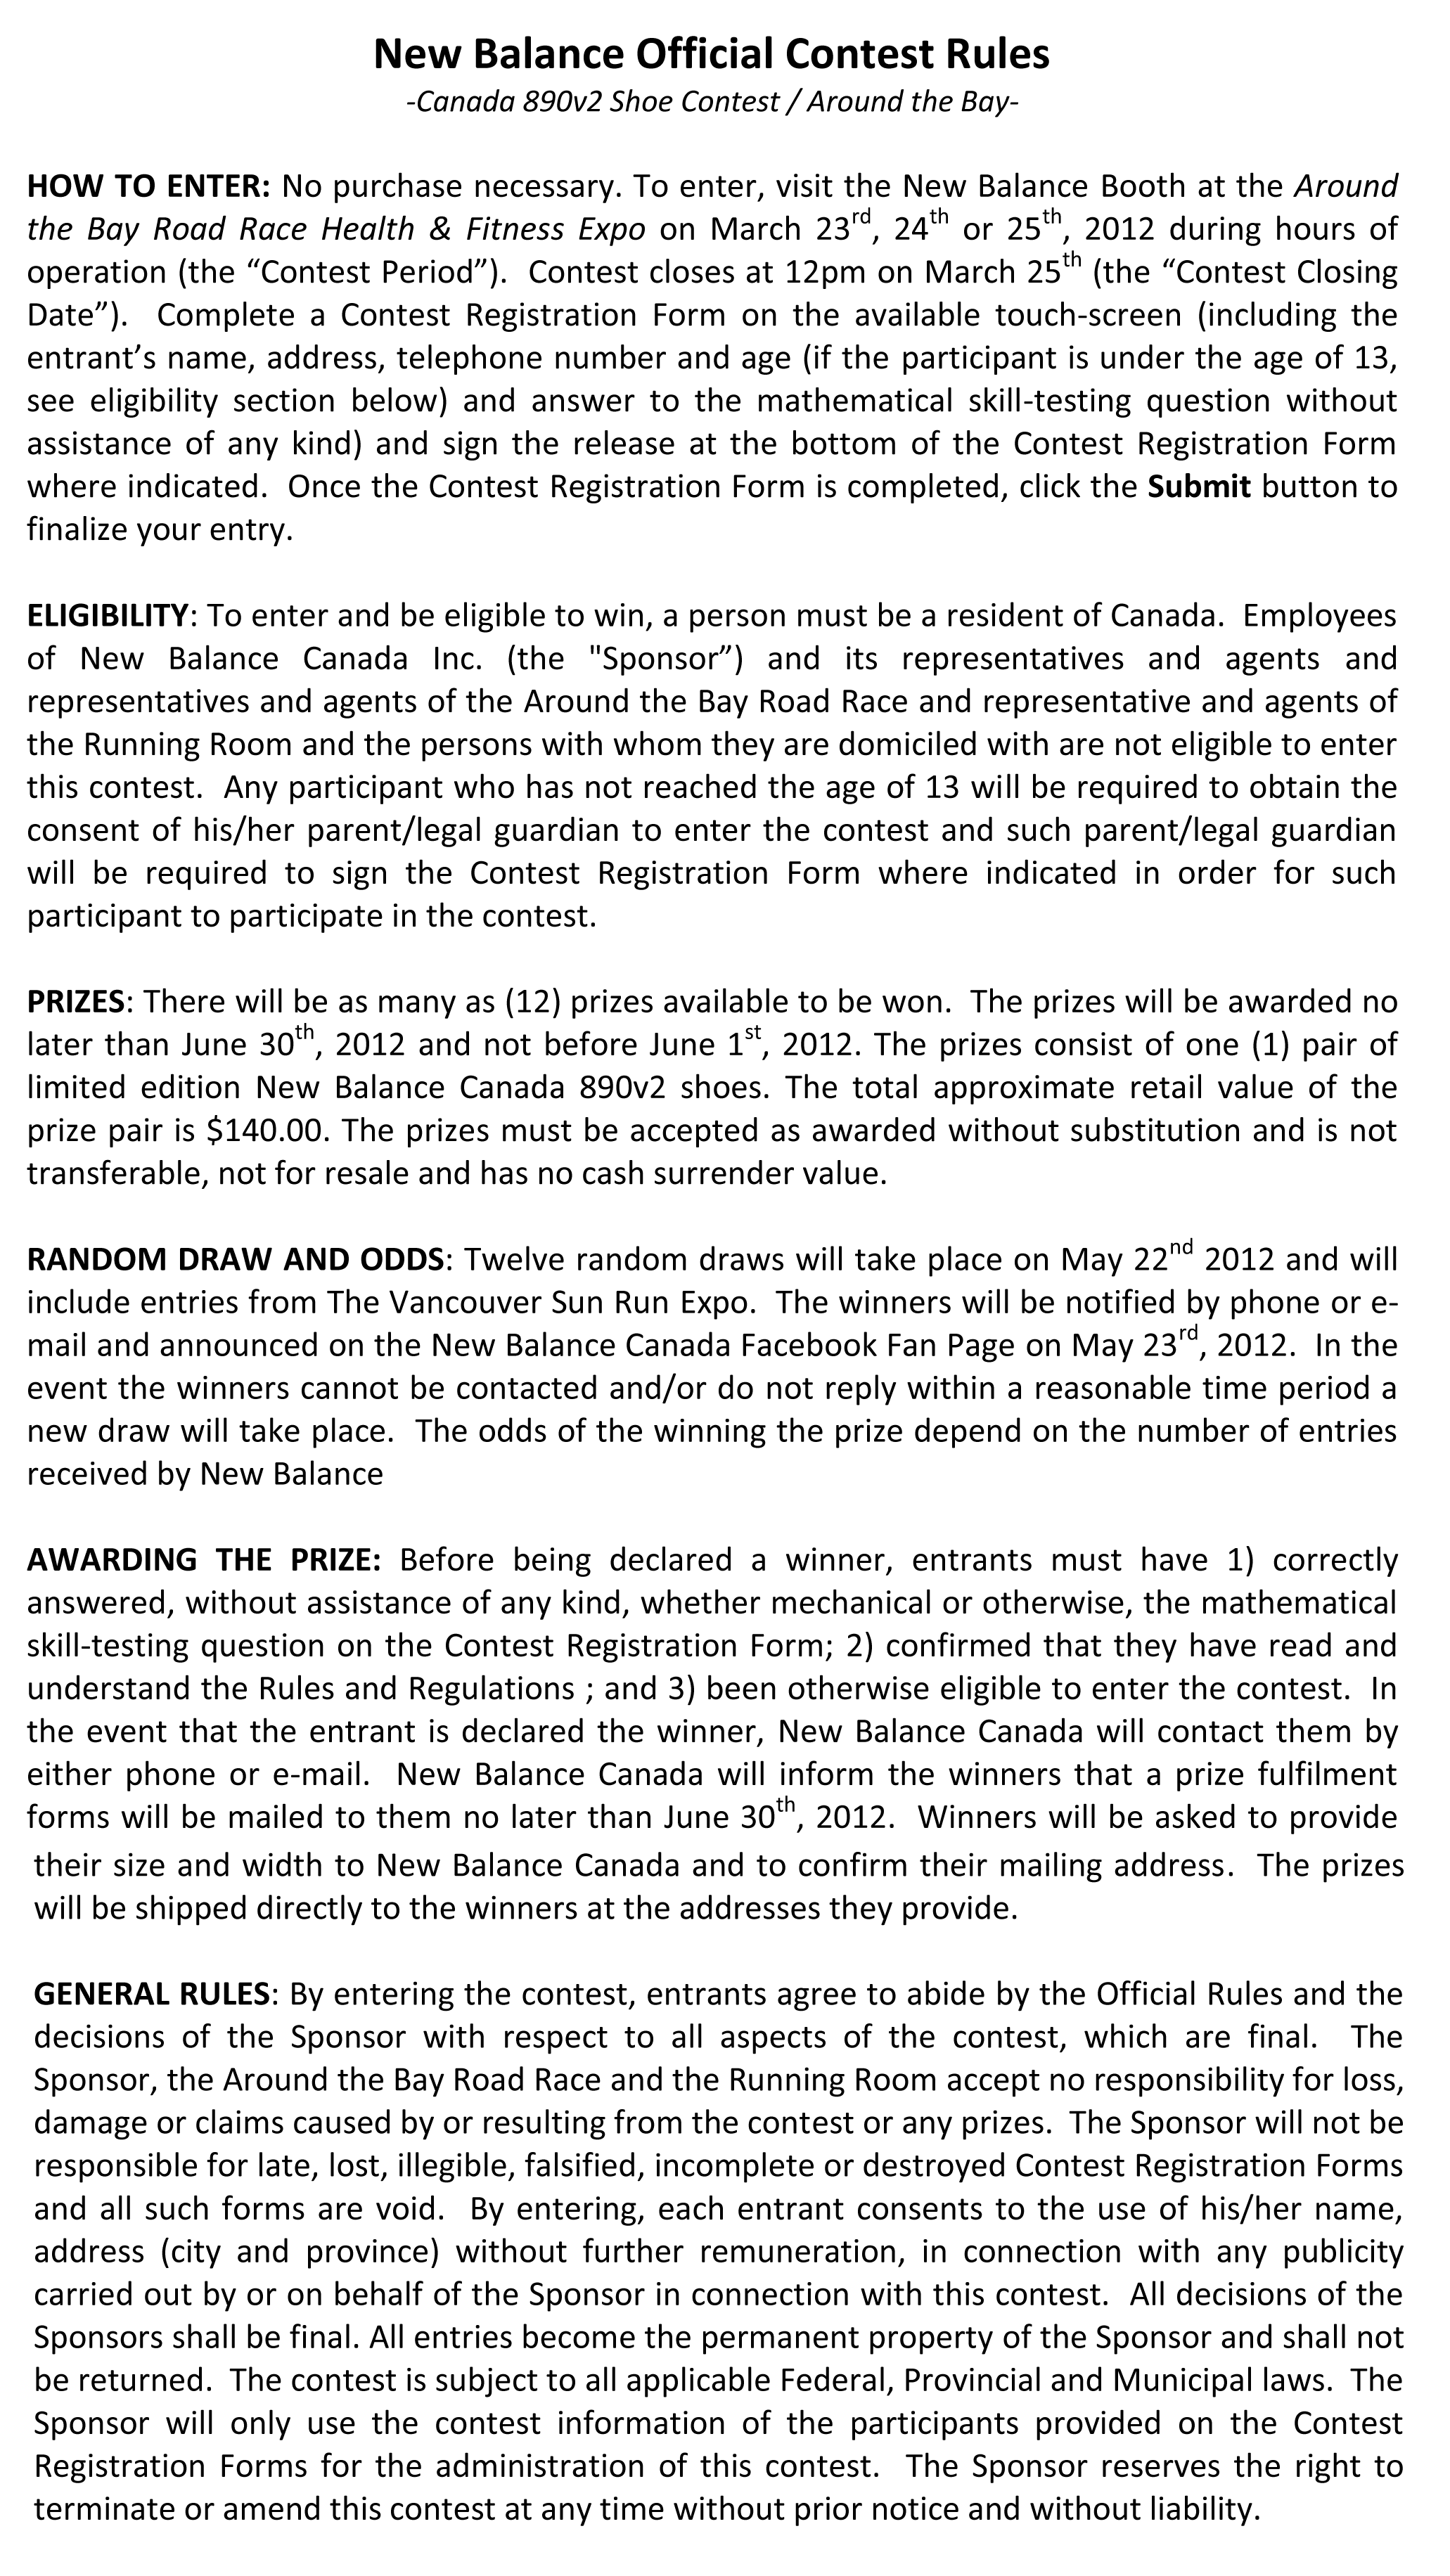 New Balance Official Contest Rules
-Canada 890v2 Shoe Contest / Around the Bay-
HOW TO ENTER: No purchase necessary. To enter, visit the New Balance Booth at the Around
the Bay Road Race Health & Fitness Expo on March 23rd, 24th or 25th, 2012 during hours of
operation (the “Contest Period”).  Contest closes at 12pm on March 25th (the “Contest Closing
Date”).  Complete a Contest Registration Form on the available touch-screen (including the
entrant’s name, address, telephone number and age (if the participant is under the age of 13,
see eligibility section below) and answer to the mathematical skill-testing question without
assistance of any kind) and sign the release at the bottom of the Contest Registration Form
where indicated.  Once the Contest Registration Form is completed, click the Submit button to
finalize your entry.
ELIGIBILITY: To enter and be eligible to win, a person must be a resident of Canada.  Employees
of New Balance Canada Inc. (the "Sponsor”) and its representatives and agents and
representatives and agents of the Around the Bay Road Race and representative and agents of
the Running Room and the persons with whom they are domiciled with are not eligible to enter
this contest.  Any participant who has not reached the age of 13 will be required to obtain the
consent of his/her parent/legal guardian to enter the contest and such parent/legal guardian
will be required to sign the Contest Registration Form where indicated in order for such
participant to participate in the contest.
PRIZES: There will be as many as (12) prizes available to be won.  The prizes will be awarded no
later than June 30th, 2012 and not before June 1st, 2012. The prizes consist of one (1) pair of
limited edition New Balance Canada 890v2 shoes. The total approximate retail value of the
prize pair is $140.00. The prizes must be accepted as awarded without substitution and is not
transferable, not for resale and has no cash surrender value.
RANDOM DRAW AND ODDS: Twelve random draws will take place on May 22nd 2012 and will
include entries from The Vancouver Sun Run Expo.  The winners will be notified by phone or e-
mail and announced on the New Balance Canada Facebook Fan Page on May 23rd, 2012.  In the
event the winners cannot be contacted and/or do not reply within a reasonable time period a
new draw will take place.  The odds of the winning the prize depend on the number of entries
received by New Balance
AWARDING THE PRIZE: Before being declared a winner, entrants must have 1) correctly
answered, without assistance of any kind, whether mechanical or otherwise, the mathematical
skill-testing question on the Contest Registration Form; 2) confirmed that they have read and
understand the Rules and Regulations ; and 3) been otherwise eligible to enter the contest.  In
the event that the entrant is declared the winner, New Balance Canada will contact them by
either phone or e-mail.  New Balance Canada will inform the winners that a prize fulfilment
forms will be mailed to them no later than June 30th, 2012.  Winners will be asked to provide
their size and width to New Balance Canada and to confirm their mailing address.  The prizes
will be shipped directly to the winners at the addresses they provide.
GENERAL RULES: By entering the contest, entrants agree to abide by the Official Rules and the
decisions of the Sponsor with respect to all aspects of the contest, which are final.  The
Sponsor, the Around the Bay Road Race and the Running Room accept no responsibility for loss,
damage or claims caused by or resulting from the contest or any prizes.  The Sponsor will not be
responsible for late, lost, illegible, falsified, incomplete or destroyed Contest Registration Forms
and all such forms are void.  By entering, each entrant consents to the use of his/her name,
address (city and province) without further remuneration, in connection with any publicity
carried out by or on behalf of the Sponsor in connection with this contest.  All decisions of the
Sponsors shall be final. All entries become the permanent property of the Sponsor and shall not
be returned.  The contest is subject to all applicable Federal, Provincial and Municipal laws.  The
Sponsor will only use the contest information of the participants provided on the Contest
Registration Forms for the administration of this contest.  The Sponsor reserves the right to
terminate or amend this contest at any time without prior notice and without liability.